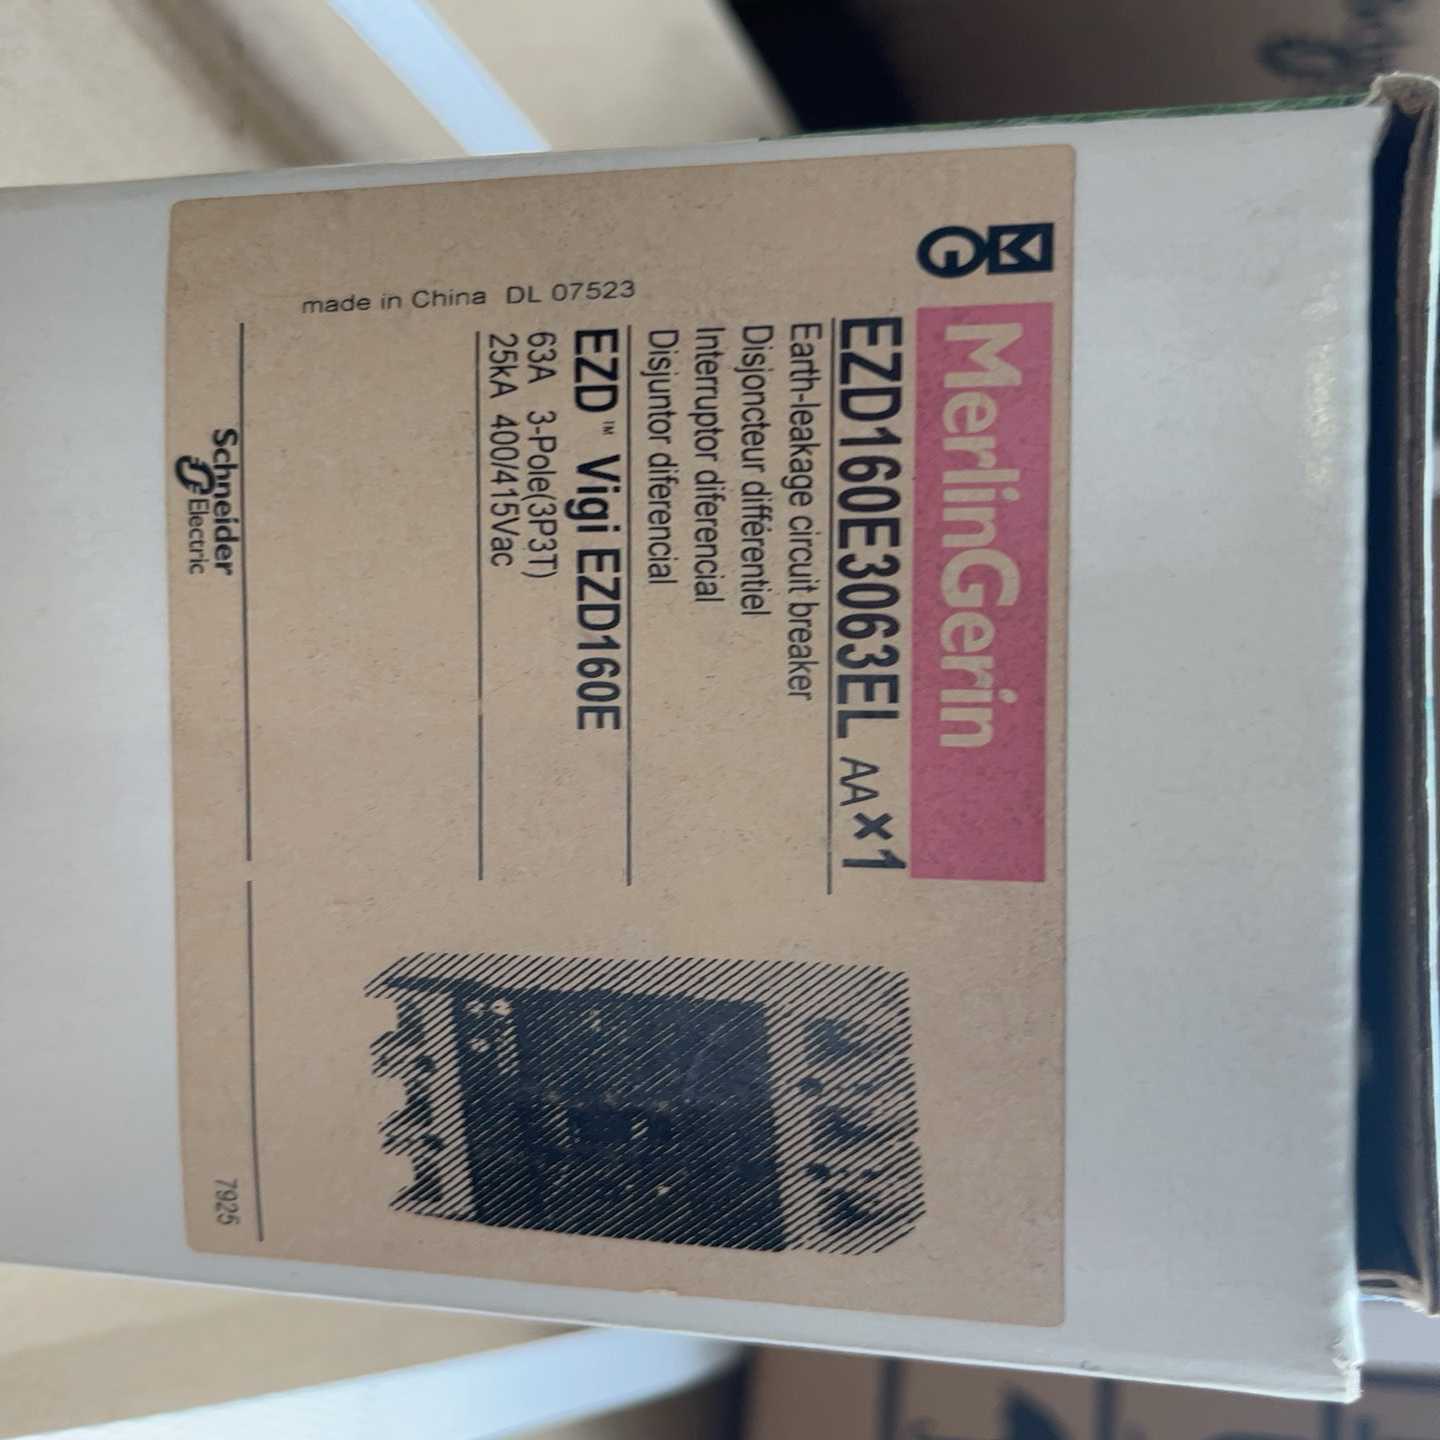 MG
MerlinGerin
EZD160E3063EL AA ×1
Earth-leakage circuit breaker
Disjoncteur différentiel
Interruptor diferencial
Disjuntor diferencial
EZD™ Vigi EZD160E
63A 3-Pole(3P3T)
25kA 400/415Vac
made in China DL 07523
Schneider
Electric
7925